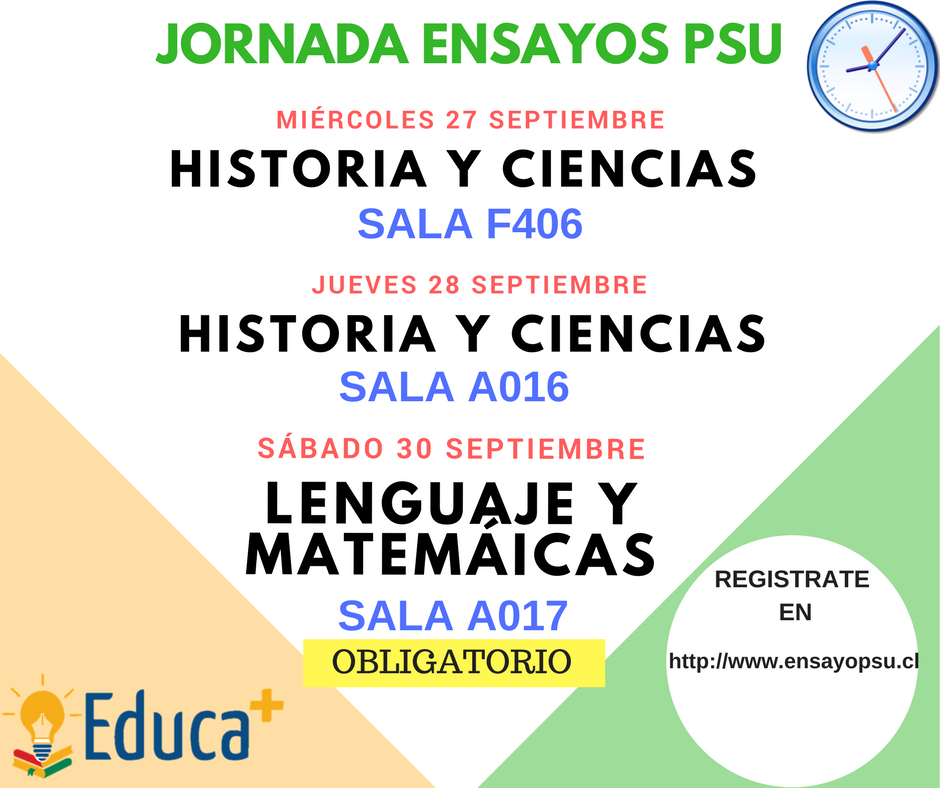 JORNADA ENSAYOS PSU
MIÉRCOLES 27 SEPTIEMBRE
HISTORIA Y CIENCIAS
SALA F406
JUEVES 28 SEPTIEMBRE
HISTORIA Y CIENCIAS
SALA A016
SÁBADO 30 SEPTIEMBRE
LENGUAJE Y
MATEMÁICAS
SALA A017
OBLIGATORIO
REGISTRATE
EN
http://www.ensayopsu.cl
Educa+